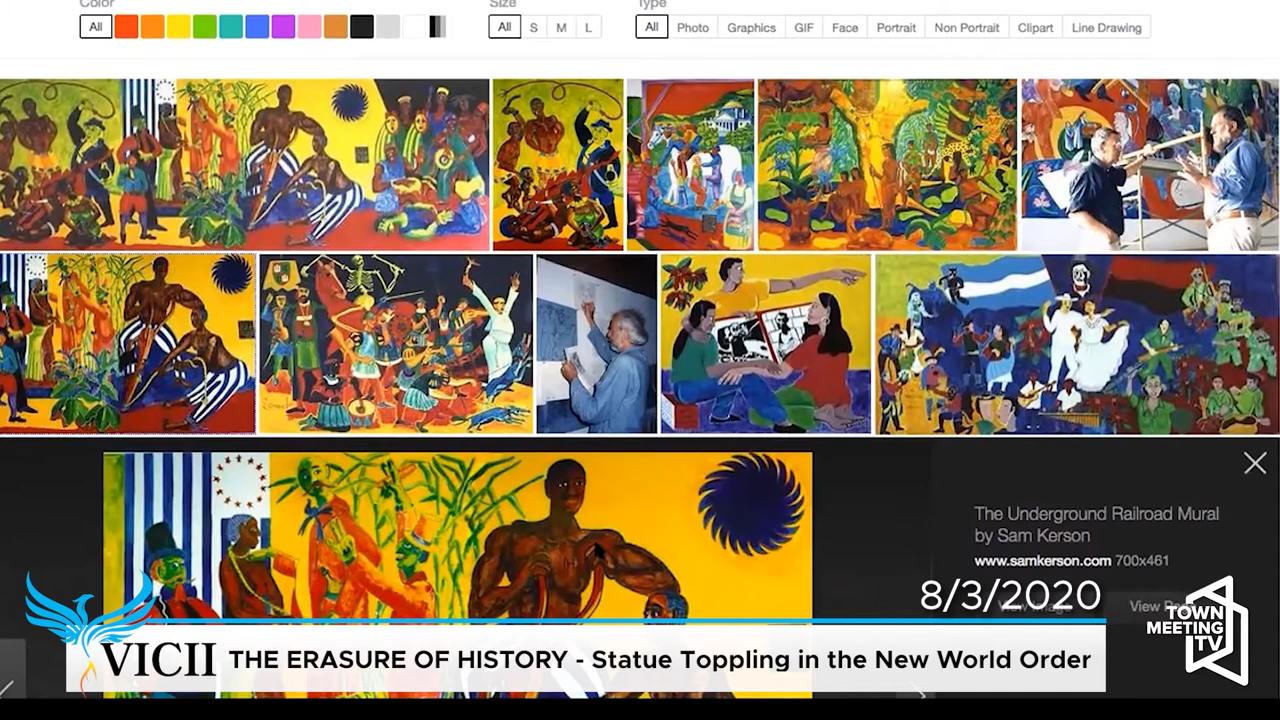 Color
Size
Type
All
All S M L
All Photo Graphics GIF Face Portrait Non Portrait Clipart Line Drawing
The Underground Railroad Mural
by Sam Kerson
www.samkerson.com 700x461
8/3/2020
TOWN
MEETING
TV
VICII THE ERASURE OF HISTORY - Statue Toppling in the New World Order